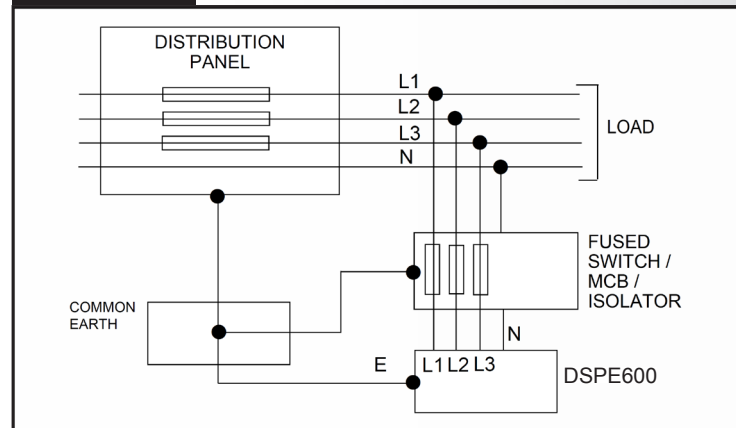 DISTRIBUTION
PANEL
L1
L2
L3
N
LOAD
FUSED
SWITCH /
MCB /
ISOLATOR
COMMON
EARTH
N
E
L1 L2 L3
DSPE600